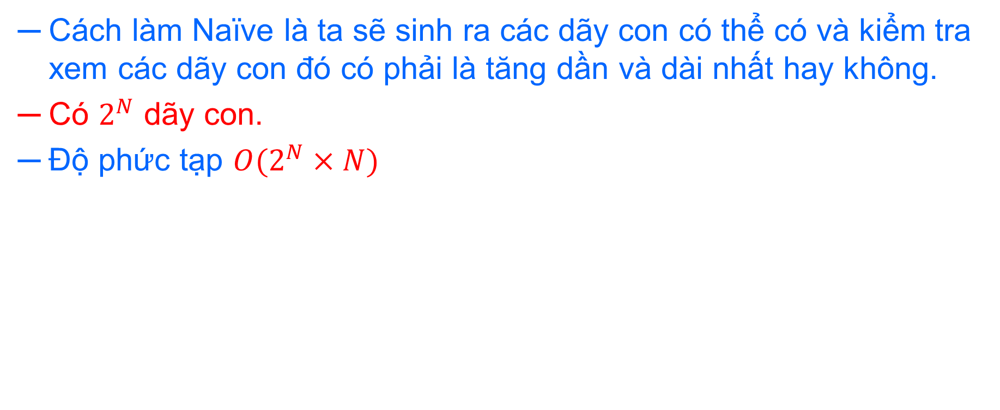 — Cách làm Naïve là ta sẽ sinh ra các dãy con có thể có và kiểm tra
xem các dãy con đó có phải là tăng dần và dài nhất hay không.
— Có $2^N$ dãy con.
— Độ phức tạp $O(2^N \times N)$